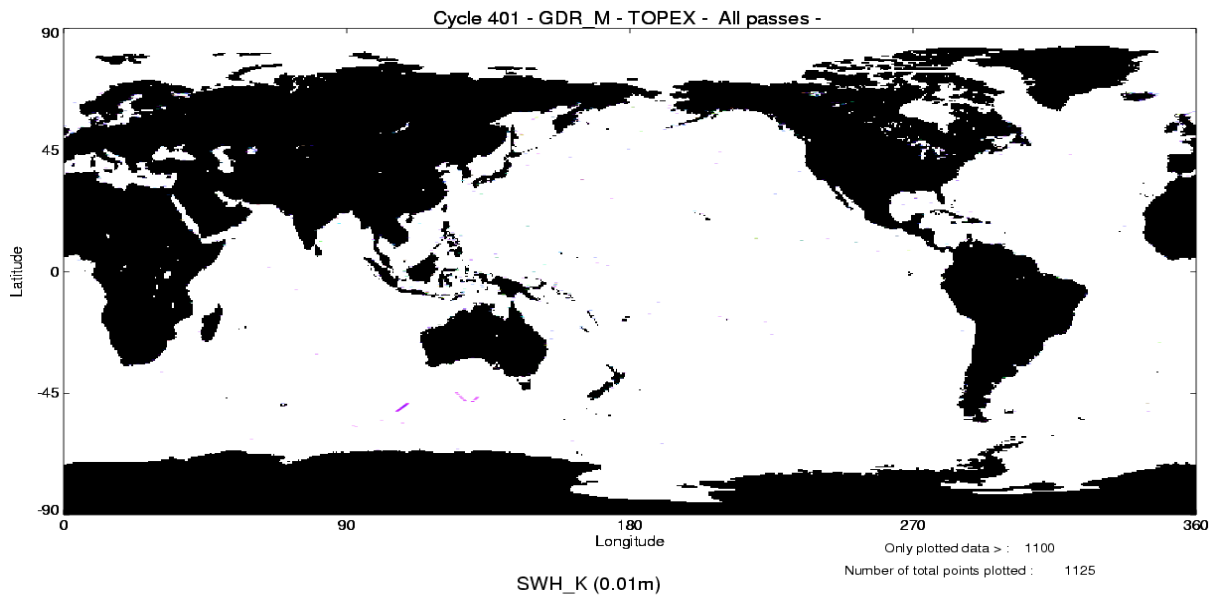 Cycle 401 - GDR_M - TOPEX - All passes -
90
45
0
-45
-90
Latitude
0 90 180 270 360
Longitude
Only plotted data > : 1100
Number of total points plotted : 1125
SWH_K (0.01m)